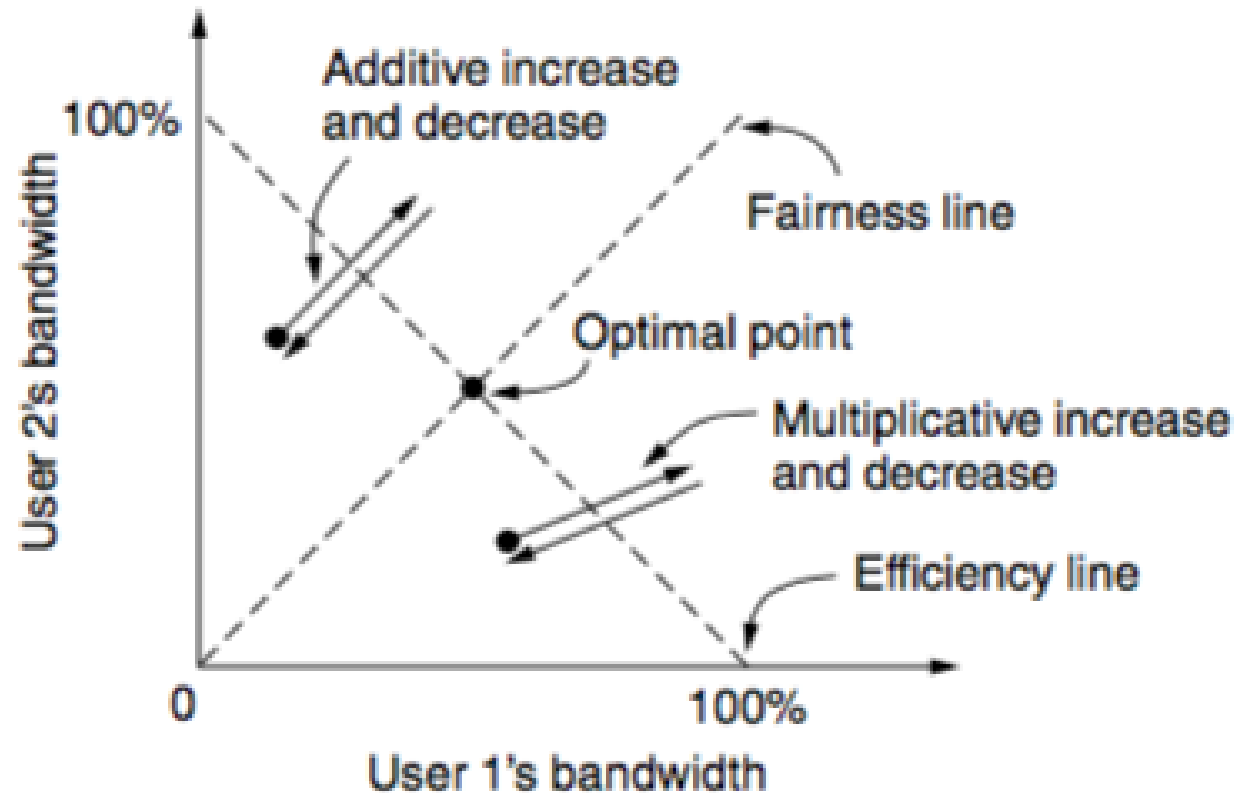 Additive increase
and decrease
100%
Fairness line
User 2's bandwidth
Optimal point
Multiplicative increase
and decrease
Efficiency line
0
100%
User 1's bandwidth